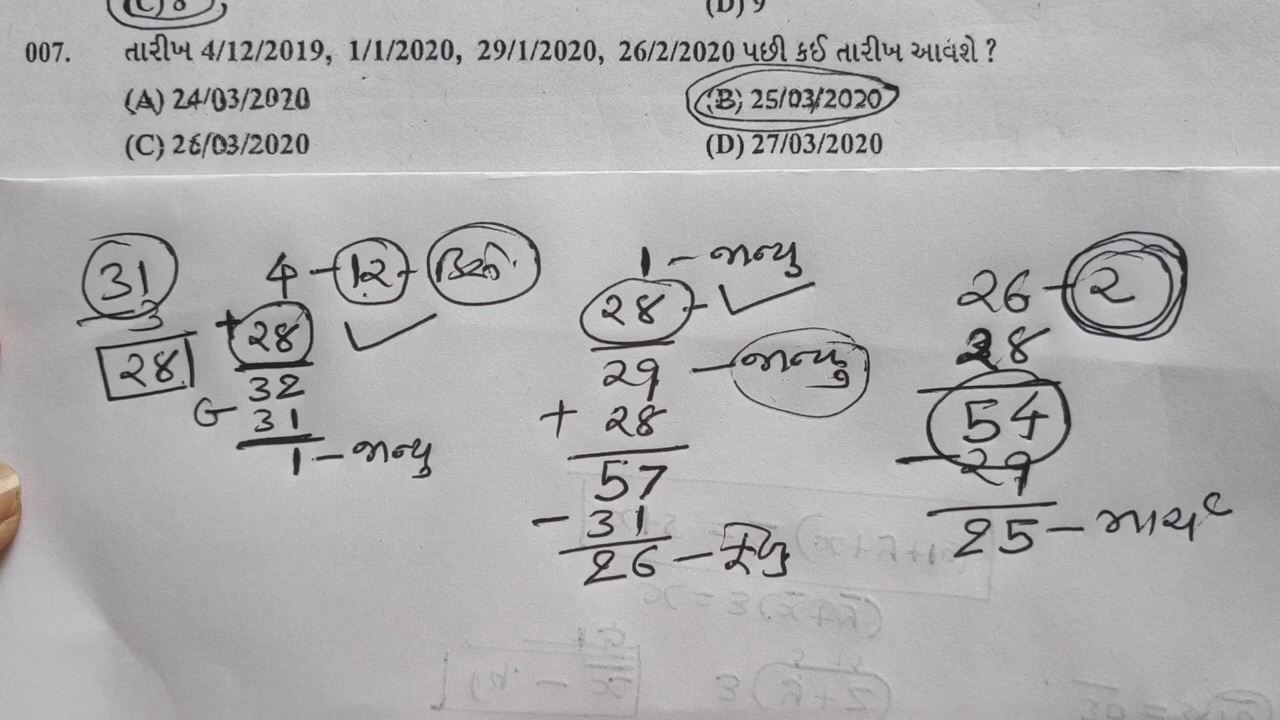 (C) 8
(D) 9
007. તારીખ 4/12/2019, 1/1/2020, 29/1/2020, 26/2/2020 પછી કઈ તારીખ આવશે ?
(A) 24/03/2020
(B) 25/03/2020
(C) 26/03/2020
(D) 27/03/2020
31
3
28
4 - 12 - ડિસે.
+ 28
32
- 31
1 - જાન્યુ
1 - જાન્યુ
28 -
29 - જાન્યુ
+ 28
57
- 31
26 - ફેબ્રુ
26 - 2
28
54
- 29
25 - માર્ચ